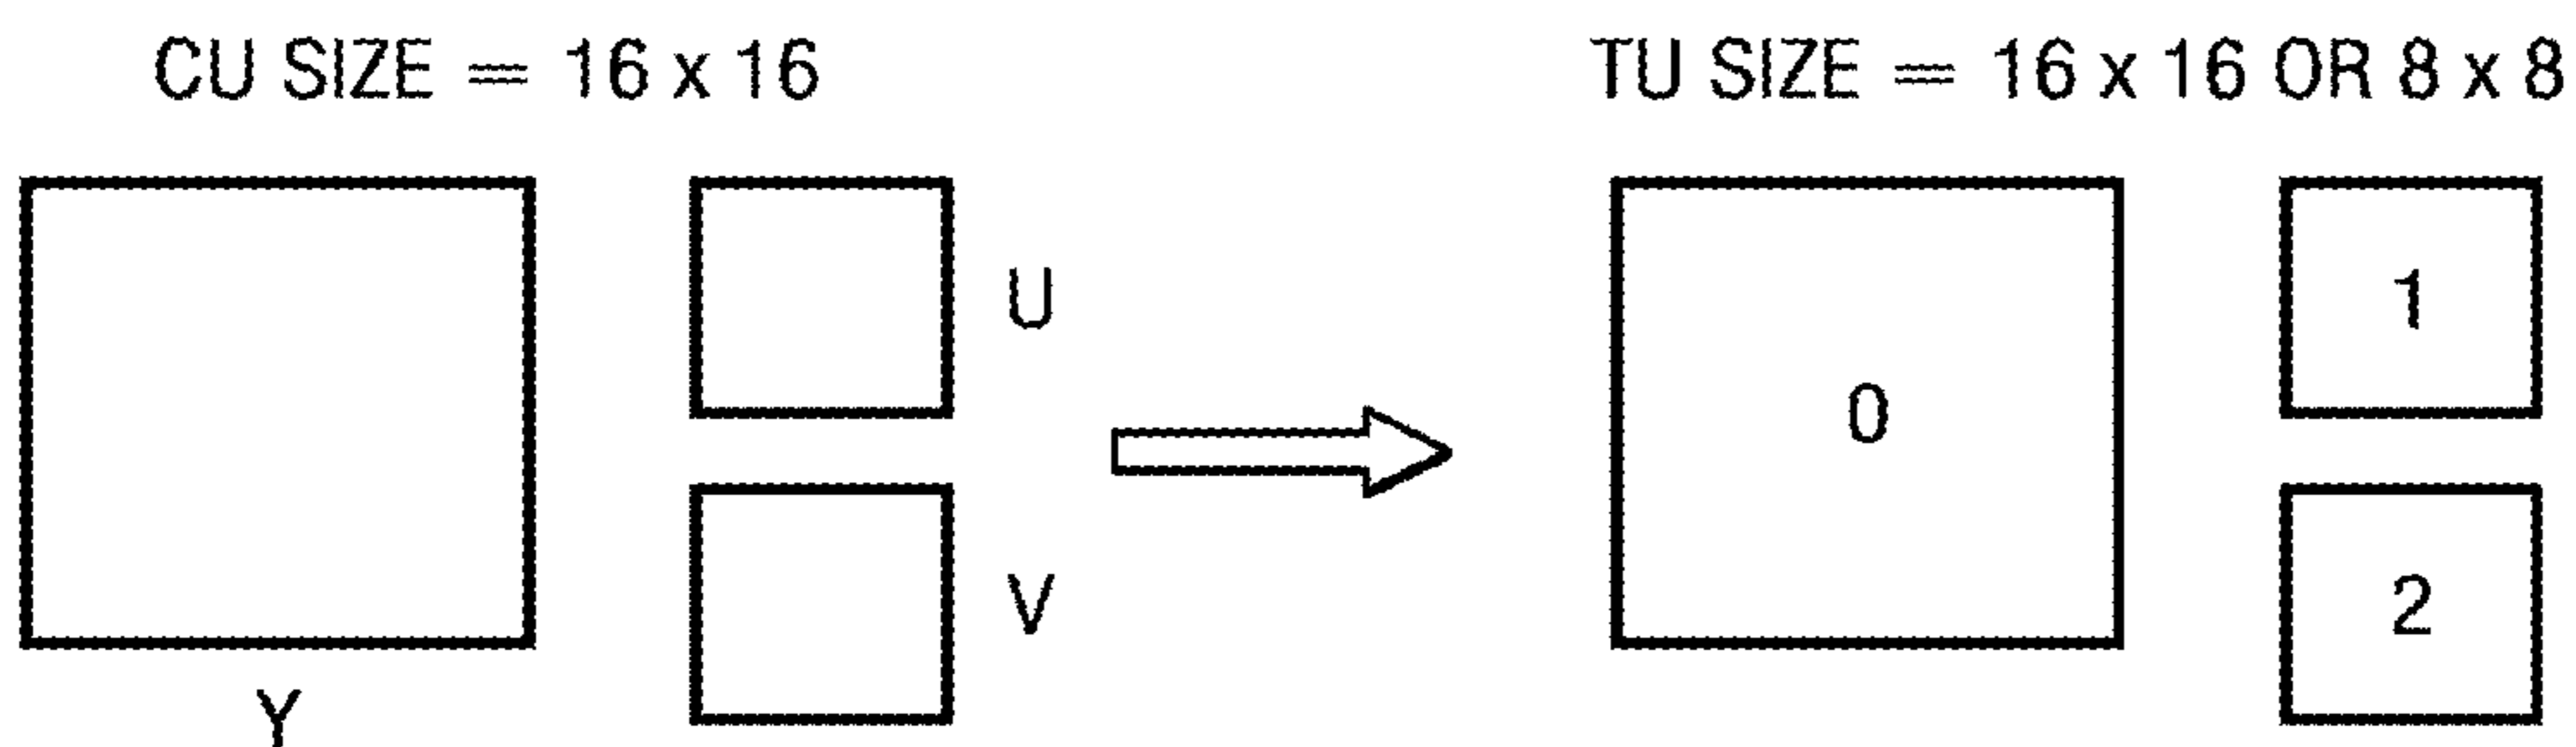 CU SIZE = 16 x 16
TU SIZE = 16 x 16 OR 8 x 8
U
V
Y
0
1
2